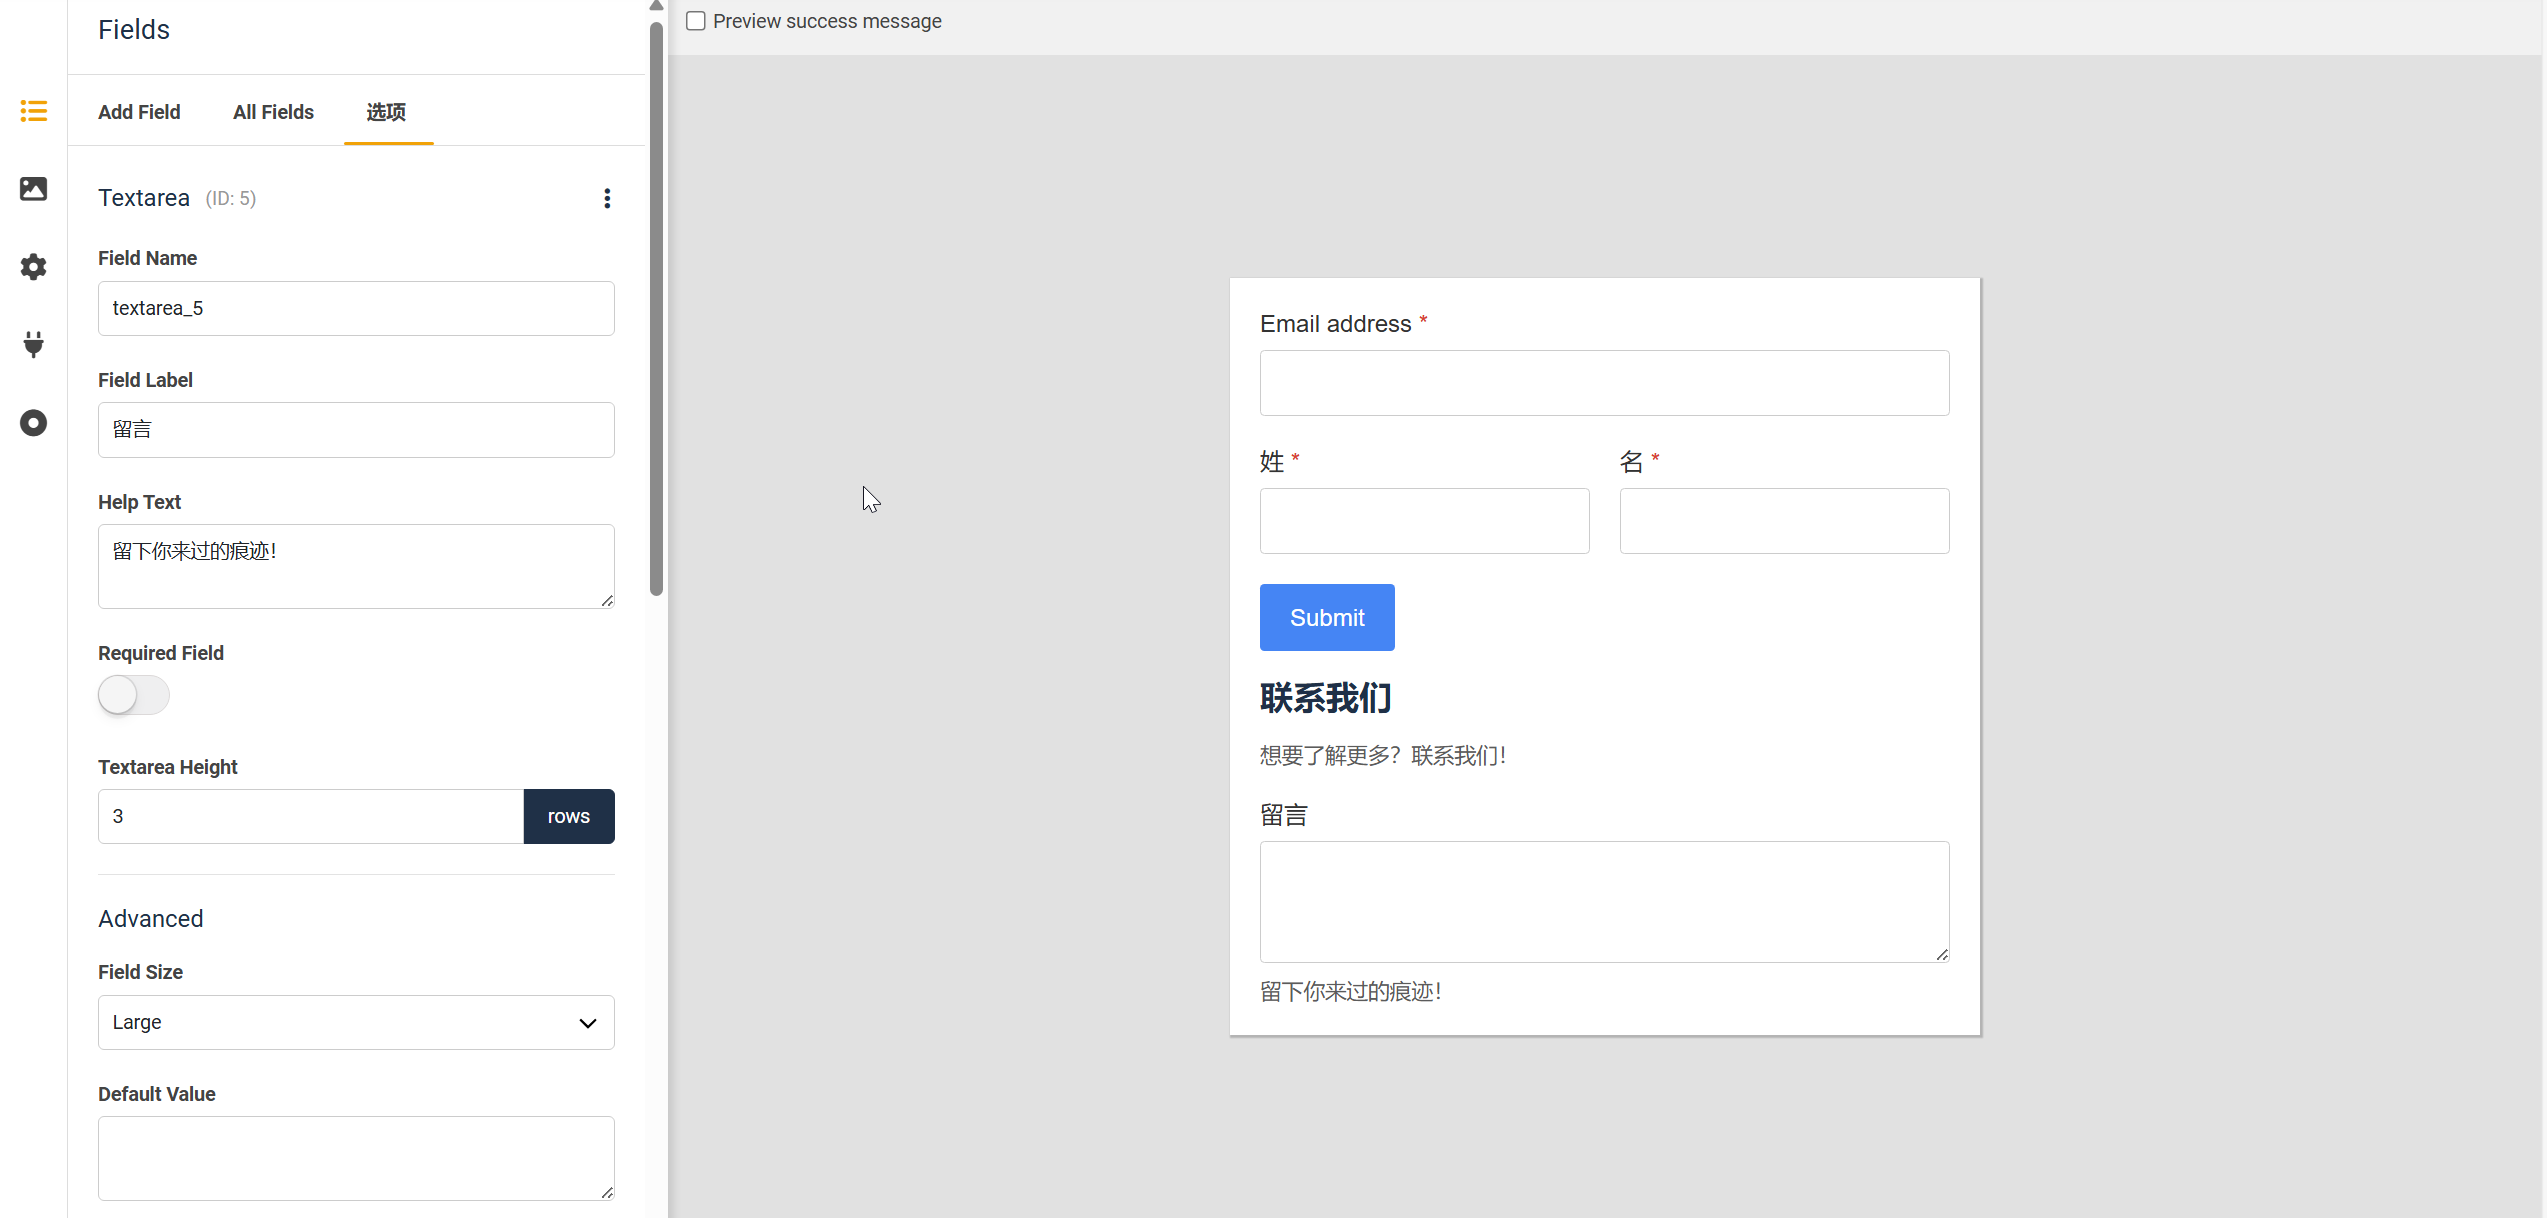 Fields
Add Field
All Fields
选项
Textarea (ID: 5)
Field Name
textarea_5
Field Label
留言
Help Text
留下你来过的痕迹！
Required Field
Textarea Height
3
rows
Advanced
Field Size
Large
Default Value
Preview success message
Email address *
姓 *
名 *
Submit
联系我们
想要了解更多？联系我们！
留言
留下你来过的痕迹！